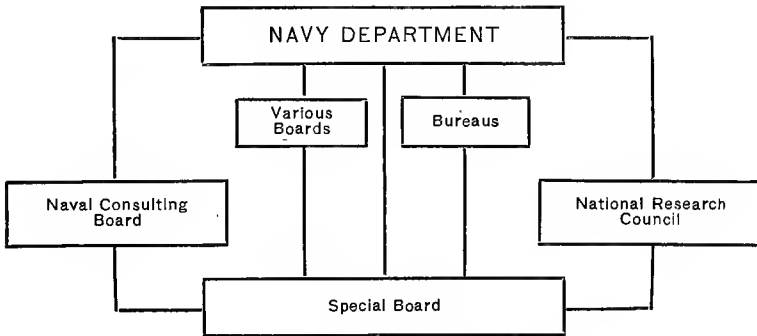 NAVY DEPARTMENT
Various
Boards
Bureaus
Naval Consulting
Board
National Research
Council
Special Board